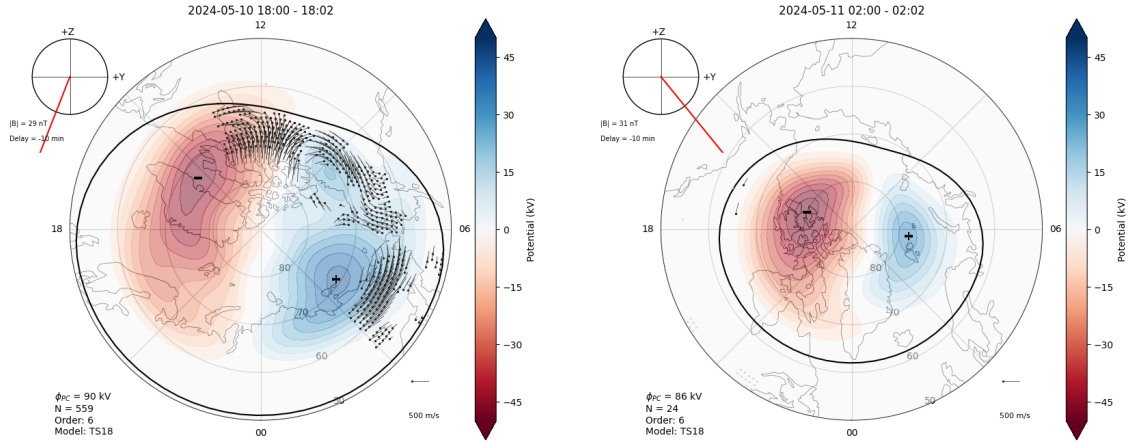 2024-05-10 18:00 - 18:02
12
+Z
+Y
|B| = 29 nT
Delay = -10 min
18
06
80
70
60
50
00
ϕPC = 90 kV
N = 559
Order: 6
Model: TS18
500 m/s
45
30
15
0
−15
−30
−45
Potential (kV)
2024-05-11 02:00 - 02:02
12
+Z
+Y
|B| = 31 nT
Delay = -10 min
18
06
80
70
60
50
00
ϕPC = 86 kV
N = 24
Order: 6
Model: TS18
500 m/s
45
30
15
0
−15
−30
−45
Potential (kV)